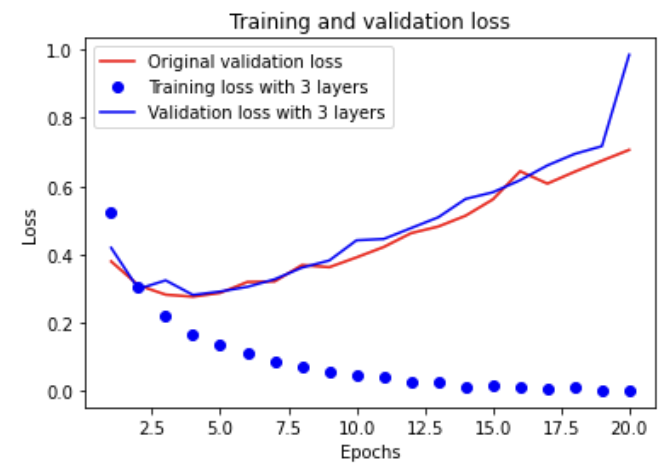 Training and validation loss
Original validation loss
Training loss with 3 layers
Validation loss with 3 layers
1.0
0.8
0.6
0.4
0.2
0.0
Loss
2.5 5.0 7.5 10.0 12.5 15.0 17.5 20.0
Epochs